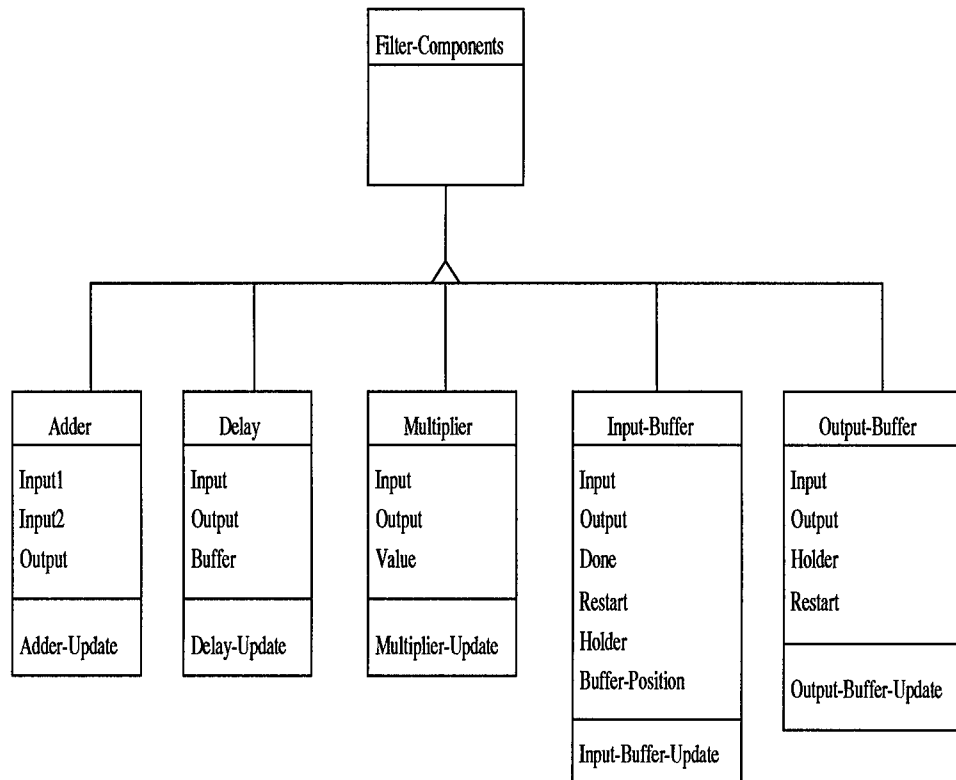 Filter-Components
Adder
Input1
Input2
Output
Adder-Update
Delay
Input
Output
Buffer
Delay-Update
Multiplier
Input
Output
Value
Multiplier-Update
Input-Buffer
Input
Output
Done
Restart
Holder
Buffer-Position
Input-Buffer-Update
Output-Buffer
Input
Output
Holder
Restart
Output-Buffer-Update